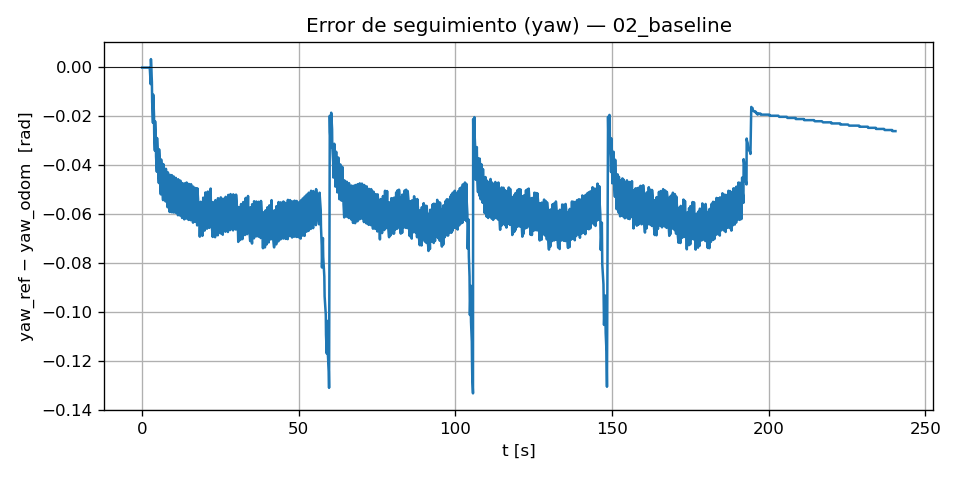 Error de seguimiento (yaw) — 02_baseline
yaw_ref − yaw_odom [rad]
0.00
−0.02
−0.04
−0.06
−0.08
−0.10
−0.12
−0.14
0 50 100 150 200 250
t [s]